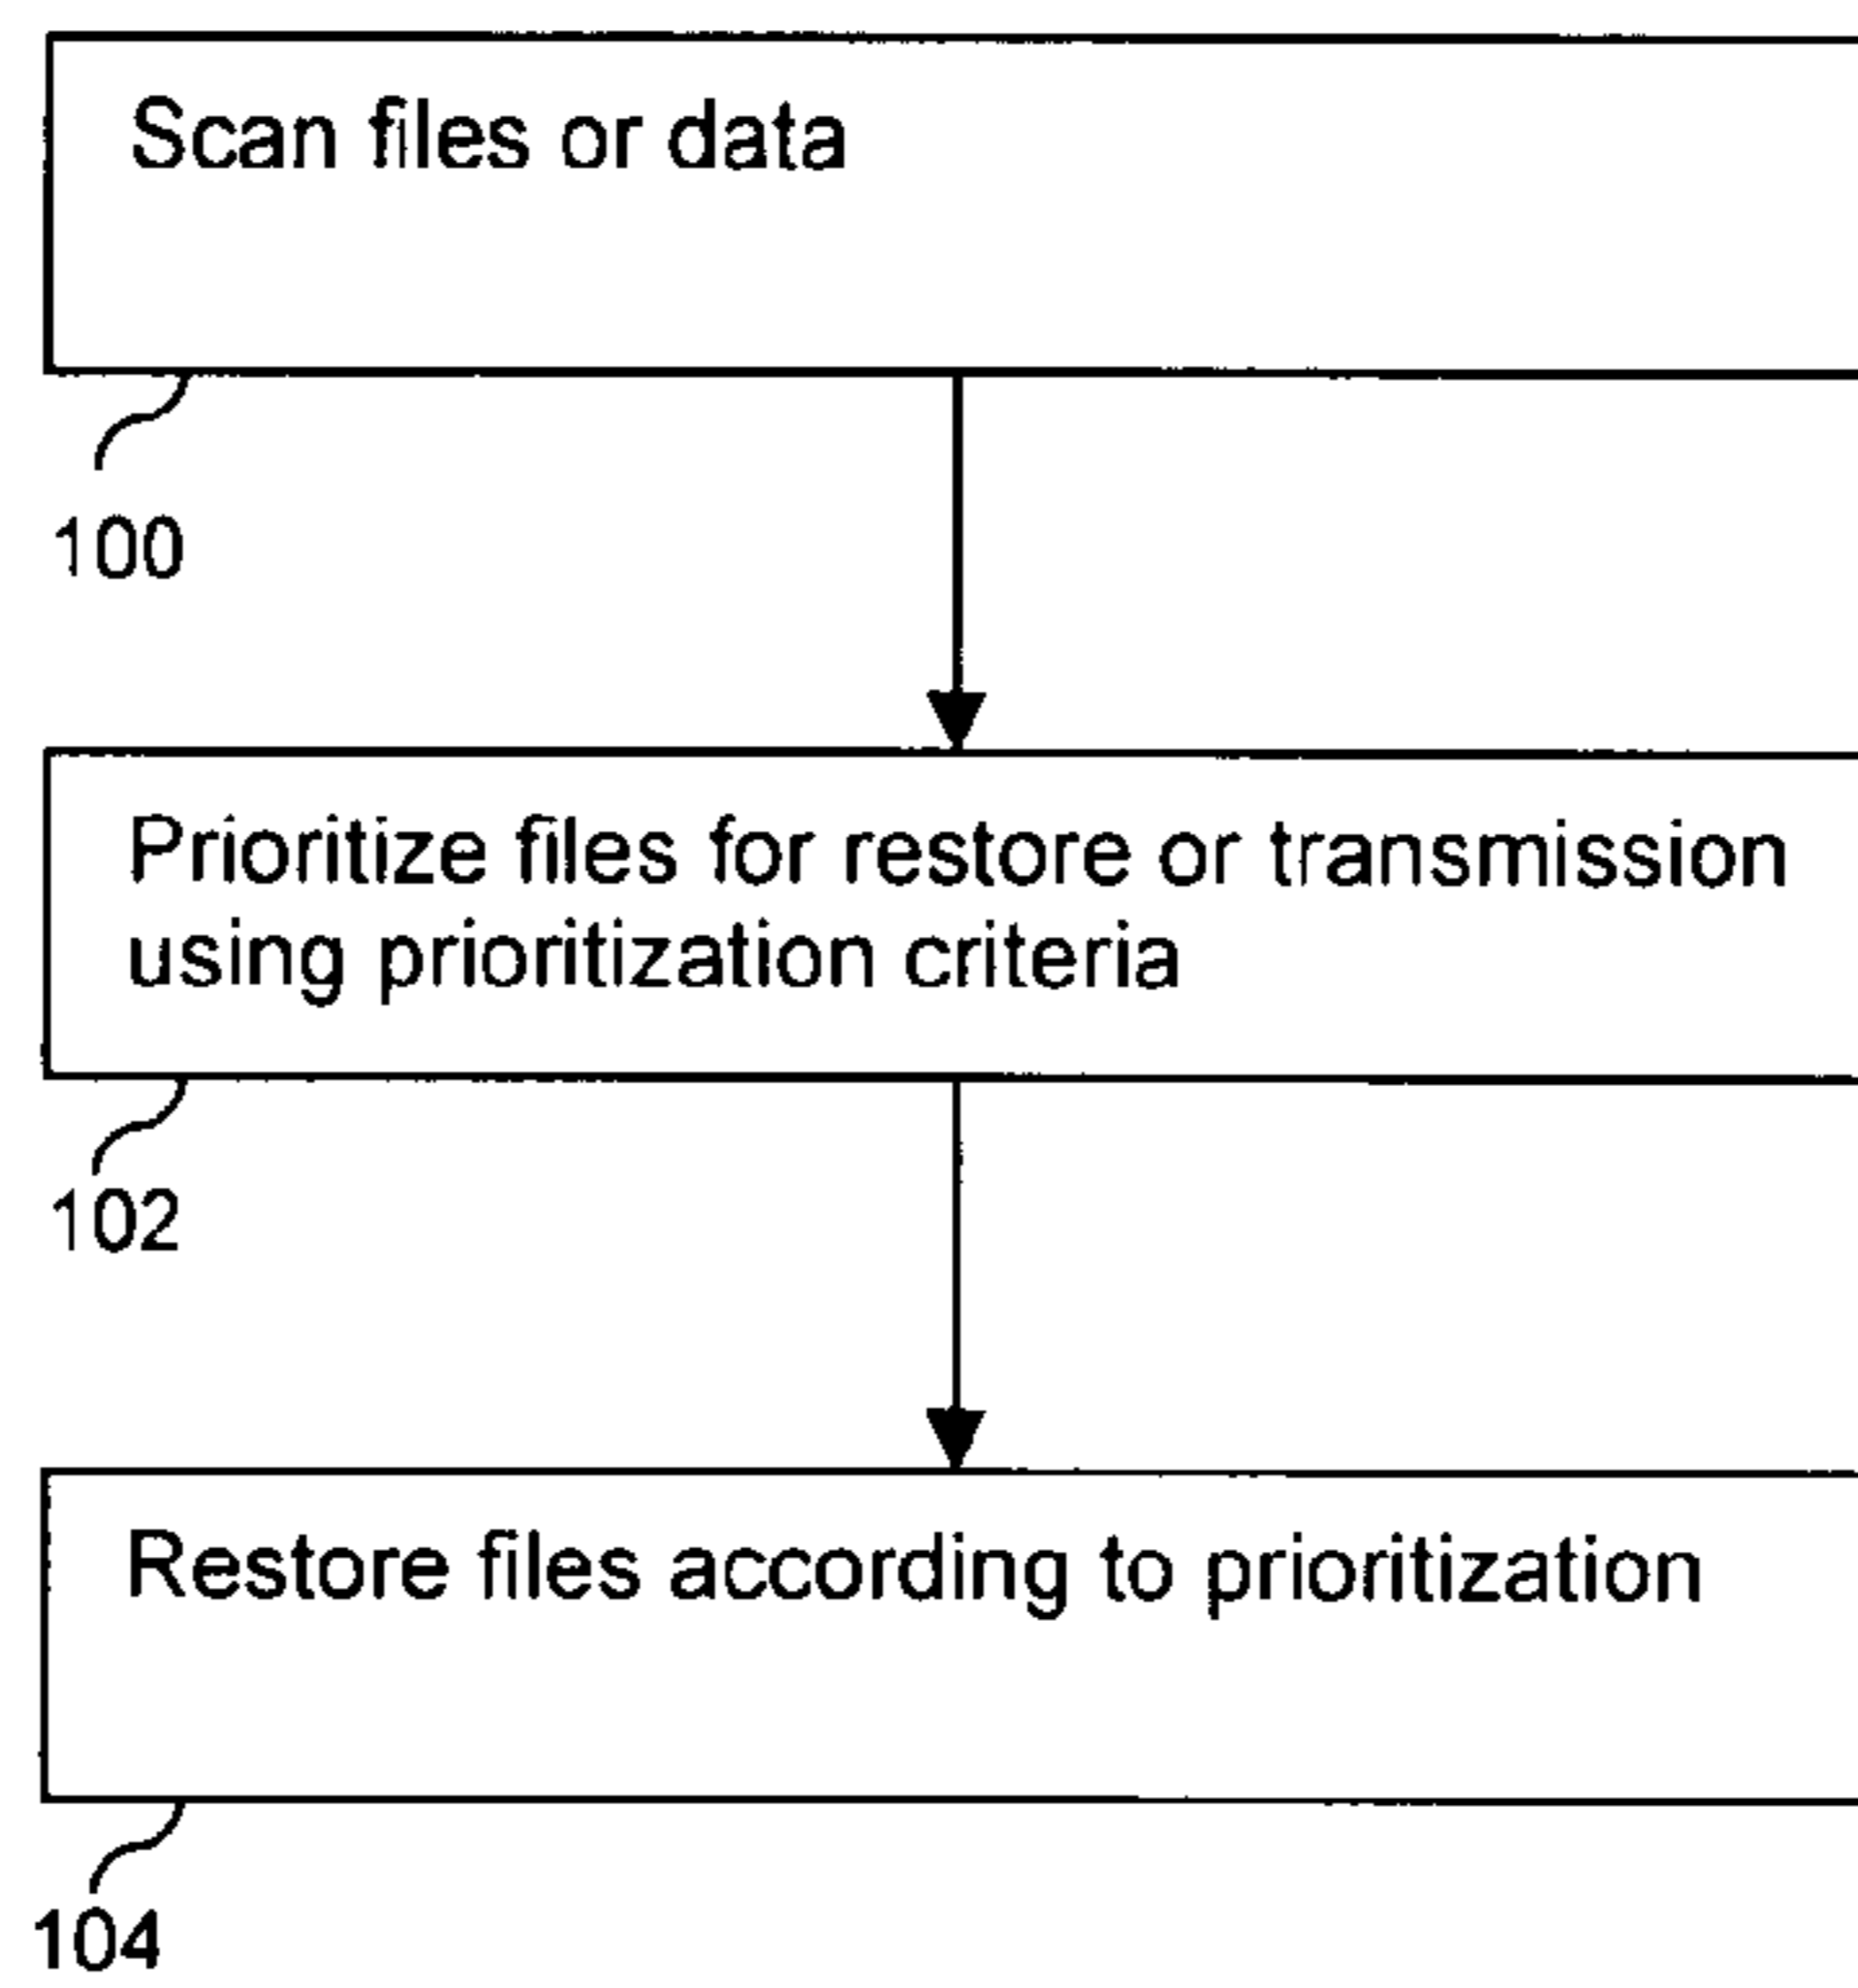 Scan files or data
100
Prioritize files for restore or transmission
using prioritization criteria
102
Restore files according to prioritization
104